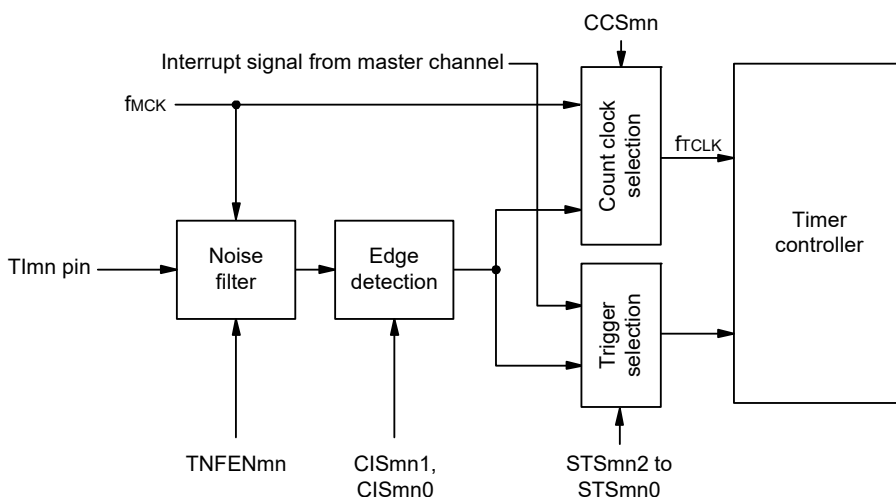 CCSmn
Interrupt signal from master channel
fMCK
Count clock
selection
fTCLK
Timer
controller
TImn pin
Noise
filter
Edge
detection
Trigger
selection
TNFENmn
CISmn1,
CISmn0
STSmn2 to
STSmn0